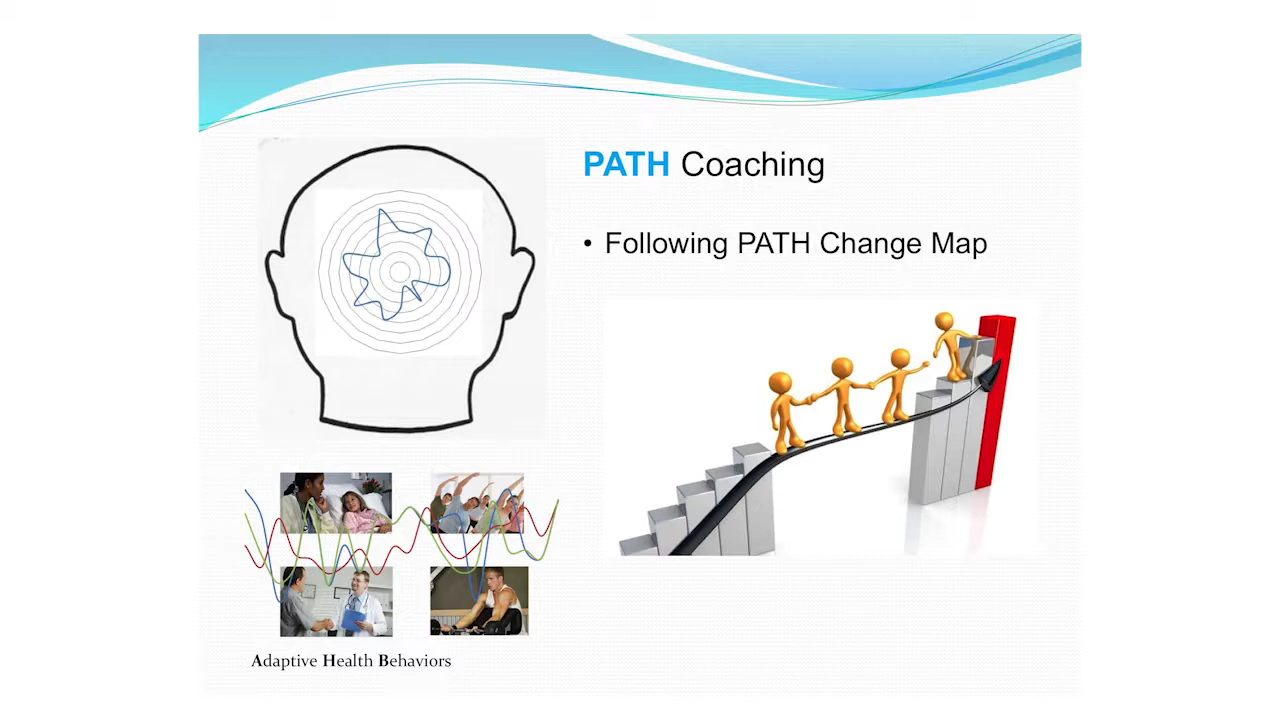 PATH Coaching
• Following PATH Change Map
Adaptive Health Behaviors